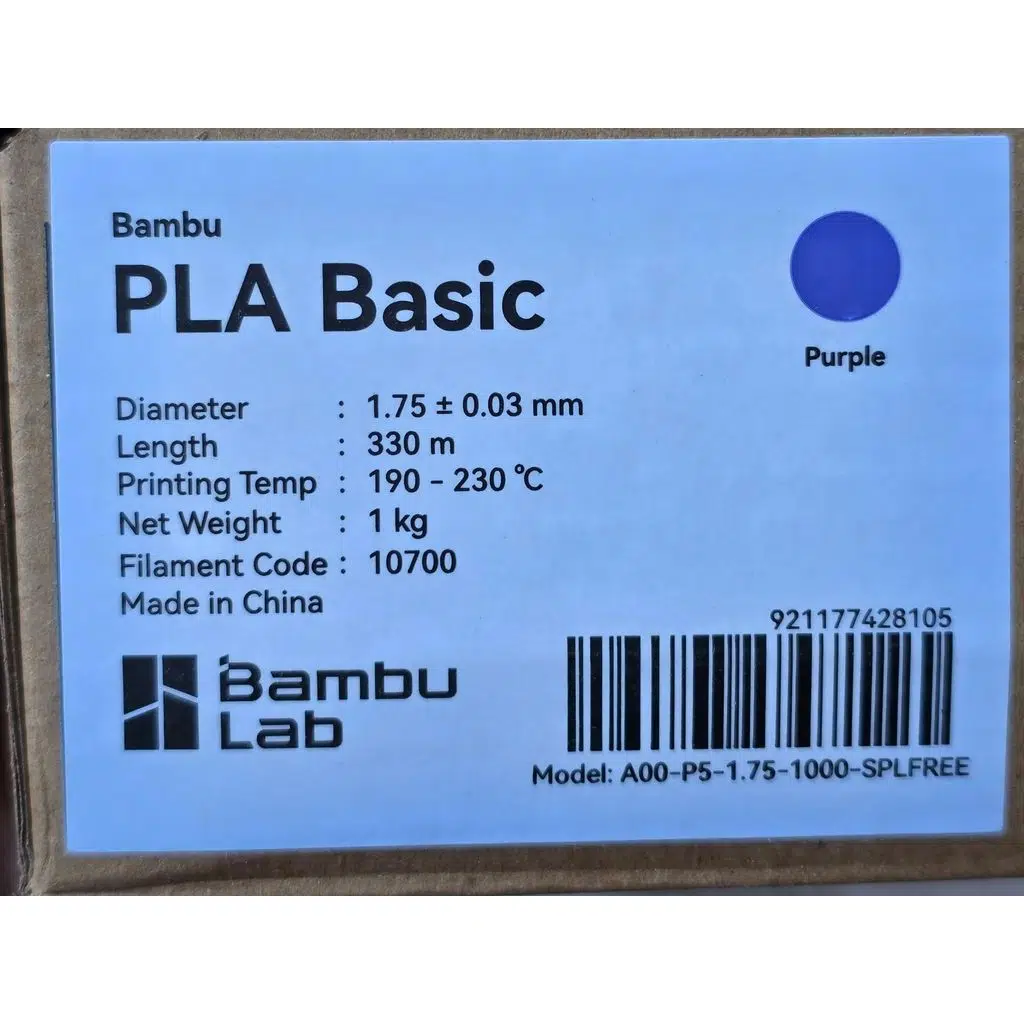 Bambu
PLA Basic
Purple
Diameter : 1.75 ± 0.03 mm
Length : 330 m
Printing Temp : 190 - 230 ℃
Net Weight : 1 kg
Filament Code : 10700
Made in China
921177428105
Bambu
Lab
Model: A00-P5-1.75-1000-SPLFREE